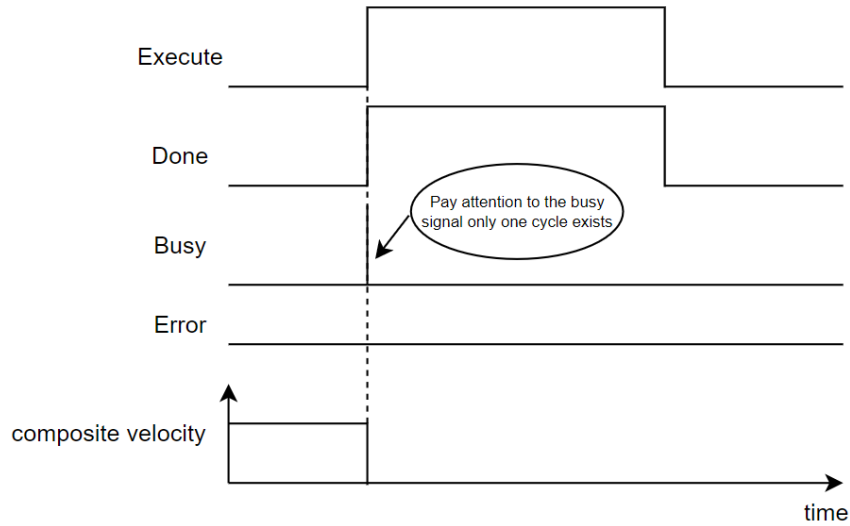 Execute
Done
Pay attention to the busy
signal only one cycle exists
Busy
Error
composite velocity
time